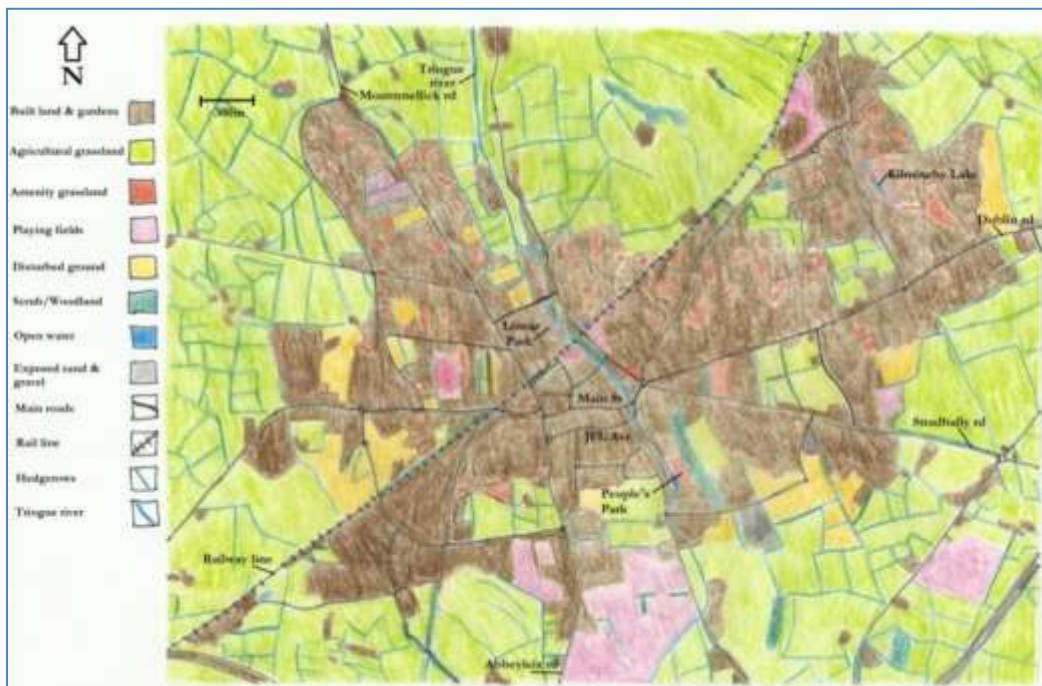 N
Built land & gardens
Agricultural grassland
Amenity grassland
Playing fields
Disturbed ground
Scrub/Woodland
Open water
Exposed sand &
gravel
Main roads
Rail line
Hedgerows
Triogue river
Triogue
river
Mountmellick rd
Kilminchy Lake
Dublin rd
Lower
Park
Main St
JFL Ave
Stradbally rd
People's
Park
Railway line
Abbeyleix rd